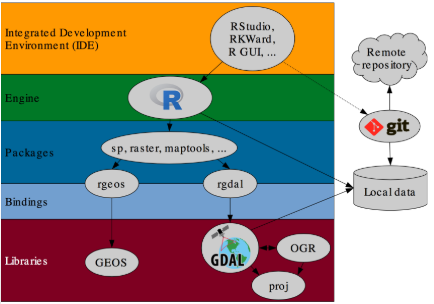 Integrated Development
Environment (IDE)
RStudio,
RKWard,
R GUI, ...
Remote
repository
Engine
R
git
Packages
sp, raster, maptools, ...
rgeos
rgdal
Local data
Bindings
Libraries
GEOS
GDAL
OGR
proj